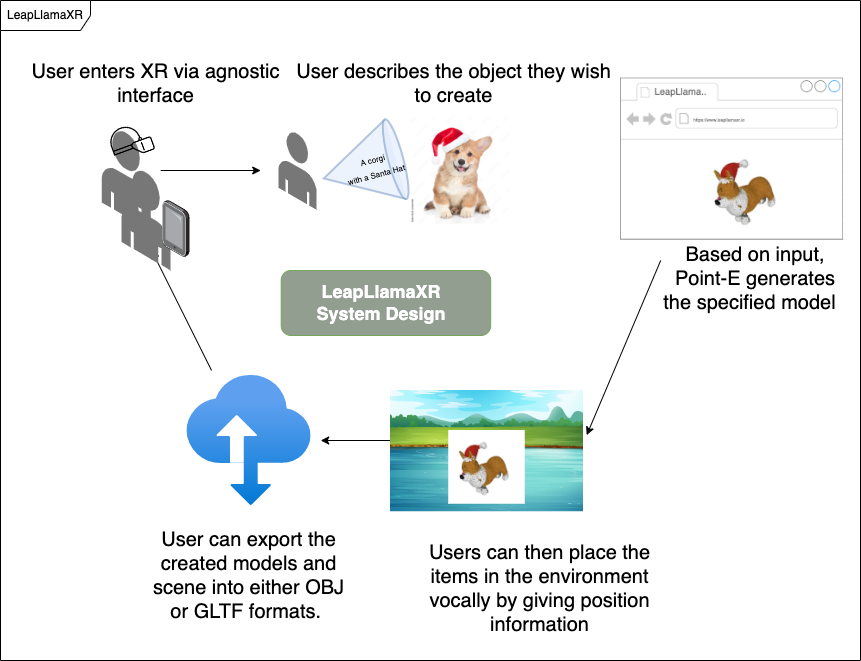 LeapLlamaXR
User enters XR via agnostic
interface
User describes the object they wish
to create
A corgi
with a Santa Hat
LeapLlama..
https://www.leapllamaxr.io
Based on input,
Point-E generates
the specified model
LeapLlamaXR
System Design
User can export the
created models and
scene into either OBJ
or GLTF formats.
Users can then place the
items in the environment
vocally by giving position
information